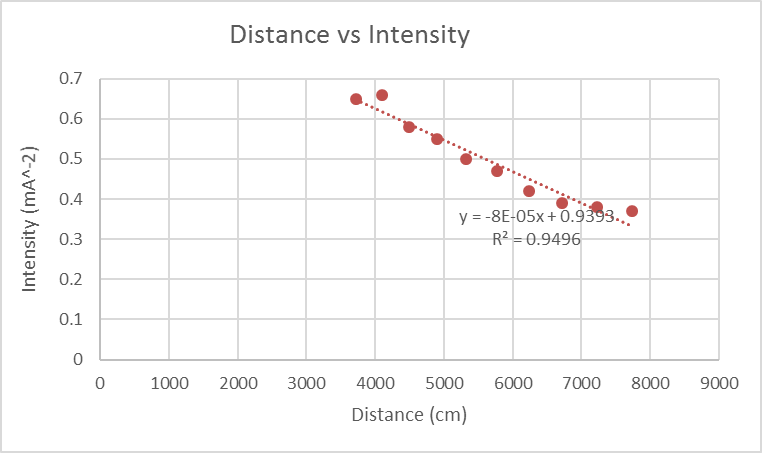 Distance vs Intensity
0.7
0.6
0.5
0.4
0.3
0.2
0.1
0
Intensity (mA^-2)
y = -8E-05x + 0.9393
R² = 0.9496
0 1000 2000 3000 4000 5000 6000 7000 8000 9000
Distance (cm)